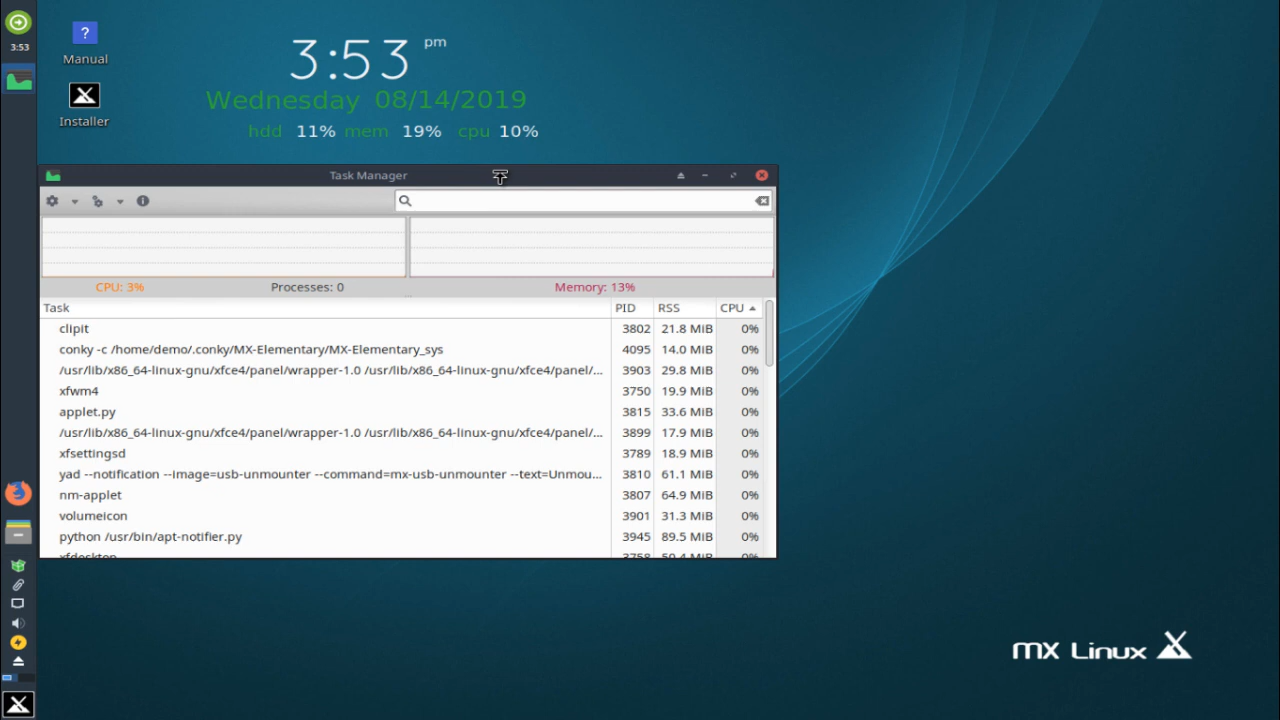 3:53
?
Manual
Installer
3:53 pm
Wednesday 08/14/2019
hdd 11% mem 19% cpu 10%
Task Manager
CPU: 3% Processes: 0 Memory: 13%
Task PID RSS CPU
clipit 3802 21.8 MiB 0%
conky -c /home/demo/.conky/MX-Elementary/MX-Elementary_sys 4095 14.0 MiB 0%
/usr/lib/x86_64-linux-gnu/xfce4/panel/wrapper-1.0 /usr/lib/x86_64-linux-gnu/xfce4/panel/... 3903 29.8 MiB 0%
xfwm4 3750 19.9 MiB 0%
applet.py 3815 33.6 MiB 0%
/usr/lib/x86_64-linux-gnu/xfce4/panel/wrapper-1.0 /usr/lib/x86_64-linux-gnu/xfce4/panel/... 3899 17.9 MiB 0%
xfsettingsd 3789 18.9 MiB 0%
yad --notification --image=usb-unmounter --command=mx-usb-unmounter --text=Unmou... 3810 61.1 MiB 0%
nm-applet 3807 64.9 MiB 0%
volumeicon 3901 31.3 MiB 0%
python /usr/bin/apt-notifier.py 3945 89.5 MiB 0%
xfdesktop 3758 50.4 MiB 0%
mx Linux